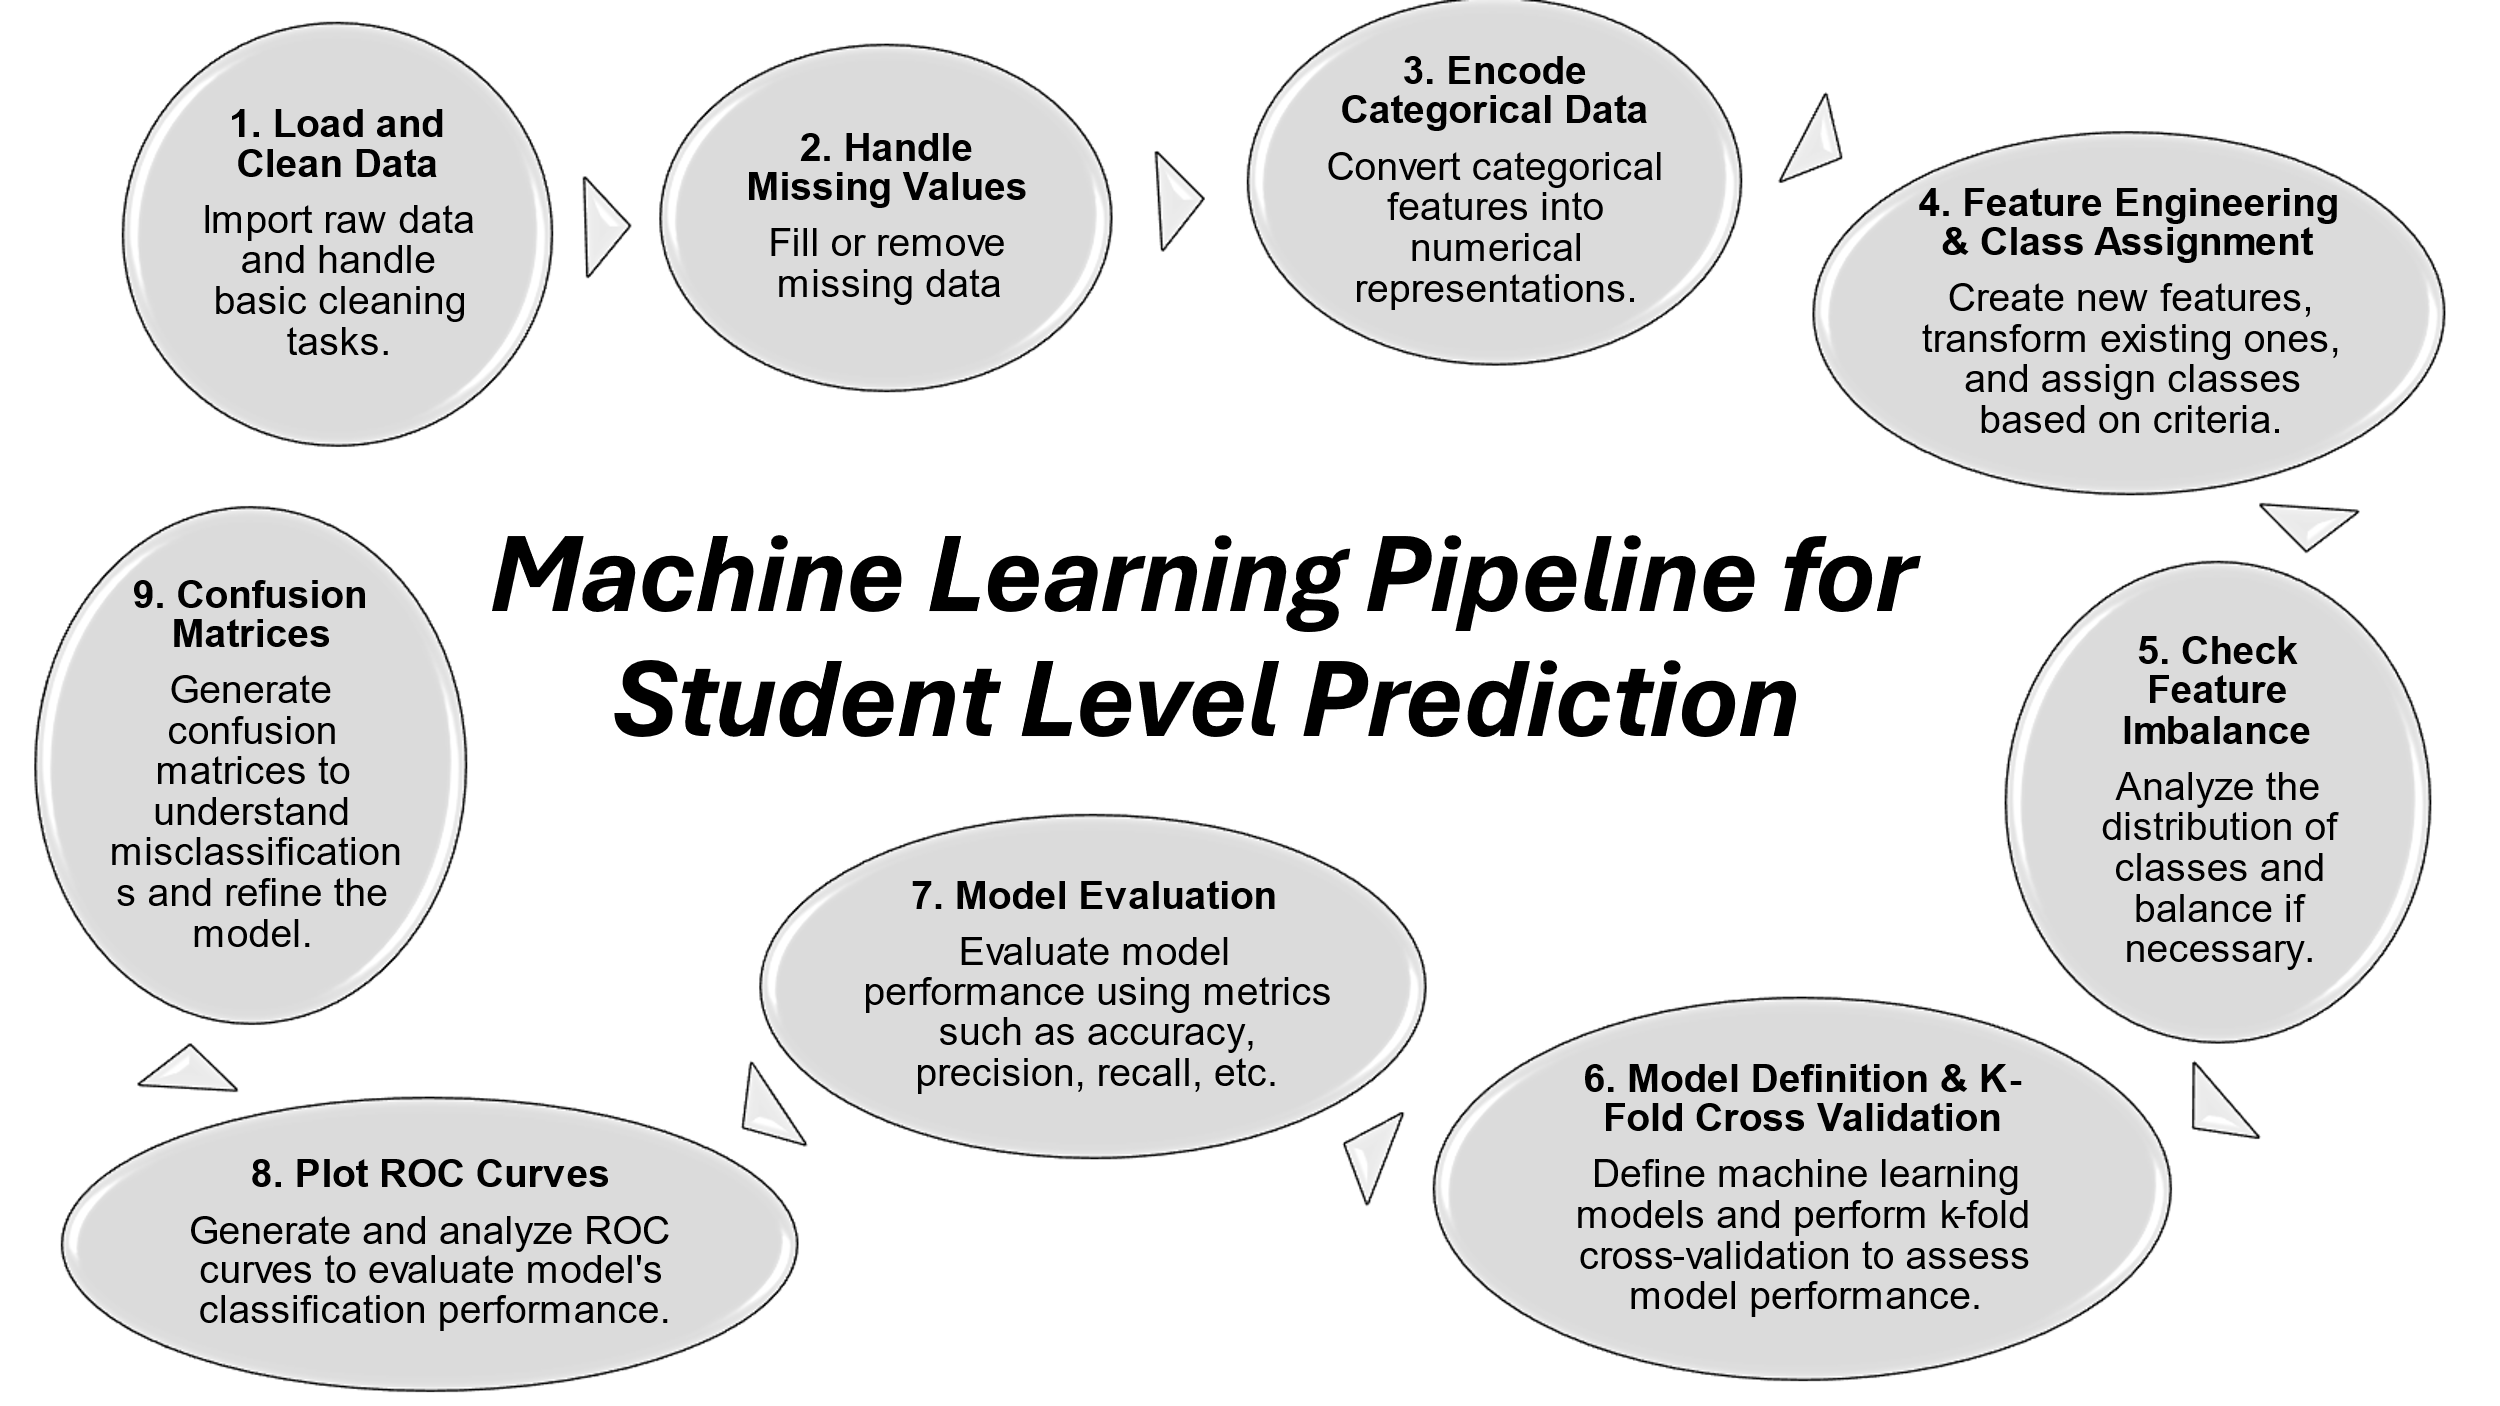 1. Load and
Clean Data
Import raw data
and handle
basic cleaning
tasks.
2. Handle
Missing Values
Fill or remove
missing data
3. Encode
Categorical Data
Convert categorical
features into
numerical
representations.
4. Feature Engineering
& Class Assignment
Create new features,
transform existing ones,
and assign classes
based on criteria.
Machine Learning Pipeline for
Student Level Prediction
5. Check
Feature
Imbalance
Analyze the
distribution of
classes and
balance if
necessary.
6. Model Definition & K-
Fold Cross Validation
Define machine learning
models and perform k-fold
cross-validation to assess
model performance.
7. Model Evaluation
Evaluate model
performance using metrics
such as accuracy,
precision, recall, etc.
8. Plot ROC Curves
Generate and analyze ROC
curves to evaluate model's
classification performance.
9. Confusion
Matrices
Generate
confusion
matrices to
understand
misclassification
s and refine the
model.